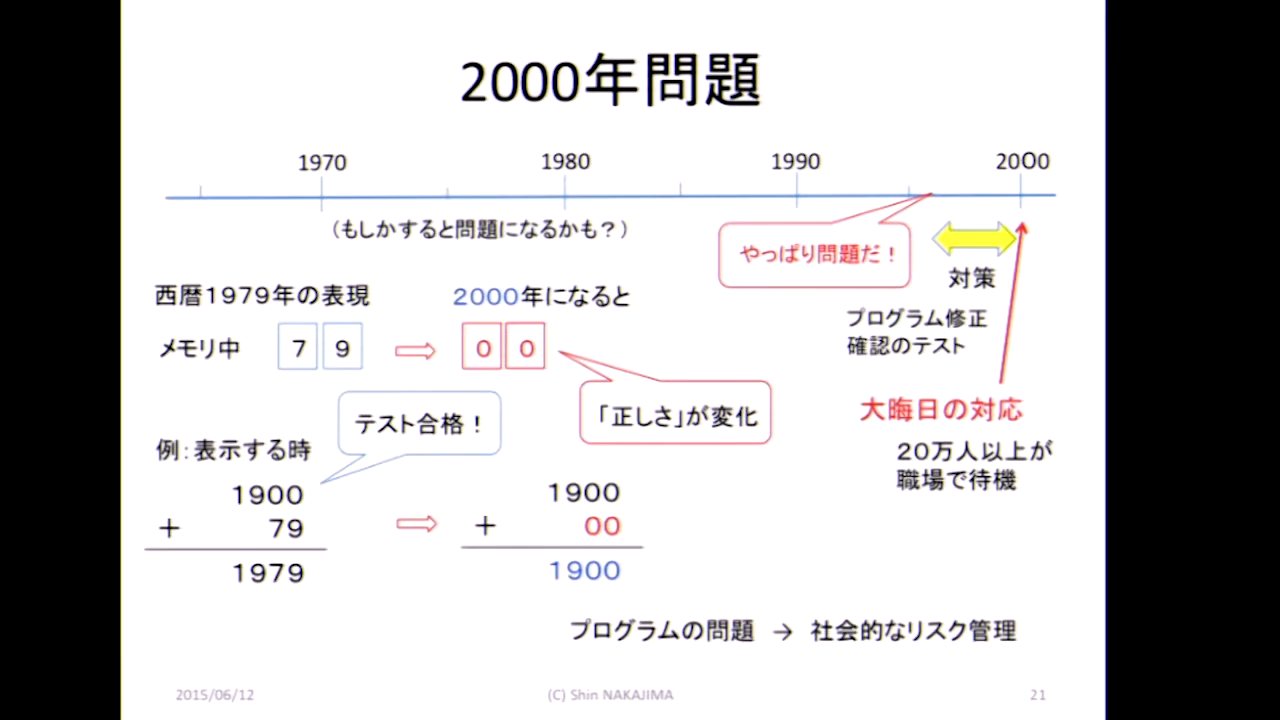 2000年問題
1970 1980 1990 2000
（もしかすると問題になるかも？）
やっぱり問題だ！
対策
プログラム修正
確認のテスト
大晦日の対応
20万人以上が
職場で待機
西暦1979年の表現
2000年になると
メモリ中 7 9 ⇨ 0 0
「正しさ」が変化
テスト合格！
例：表示する時
1900
+ 79
1979
⇨
1900
+ 00
1900
プログラムの問題 → 社会的なリスク管理
2015/06/12 (C) Shin NAKAJIMA 21